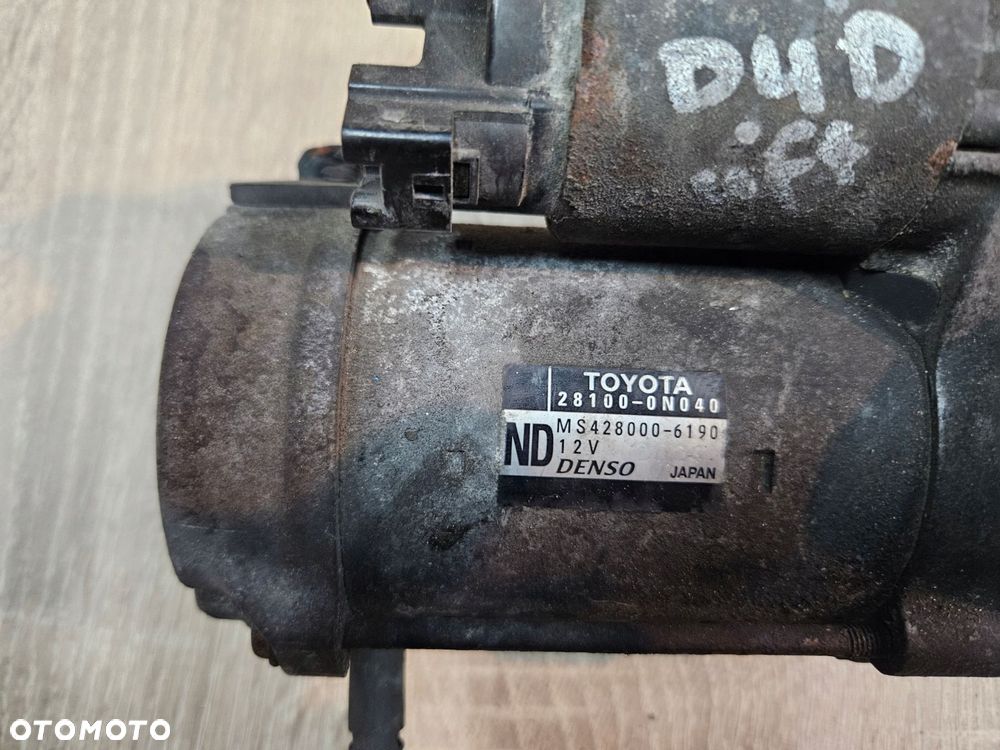 D4D
TOYOTA
28100-0N040
MS428000-6190
12V
ND
DENSO
JAPAN
OTOMOTO